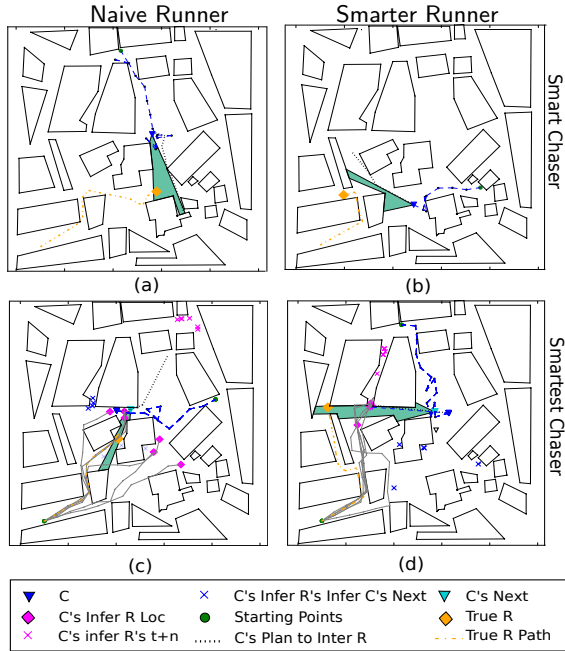 Naive Runner
Smarter Runner
Smart Chaser
(a)
(b)
Smartest Chaser
(c)
(d)
C
C's Infer R's Infer C's Next
C's Next
C's Infer R Loc
Starting Points
True R
C's infer R's t+n
C's Plan to Inter R
True R Path